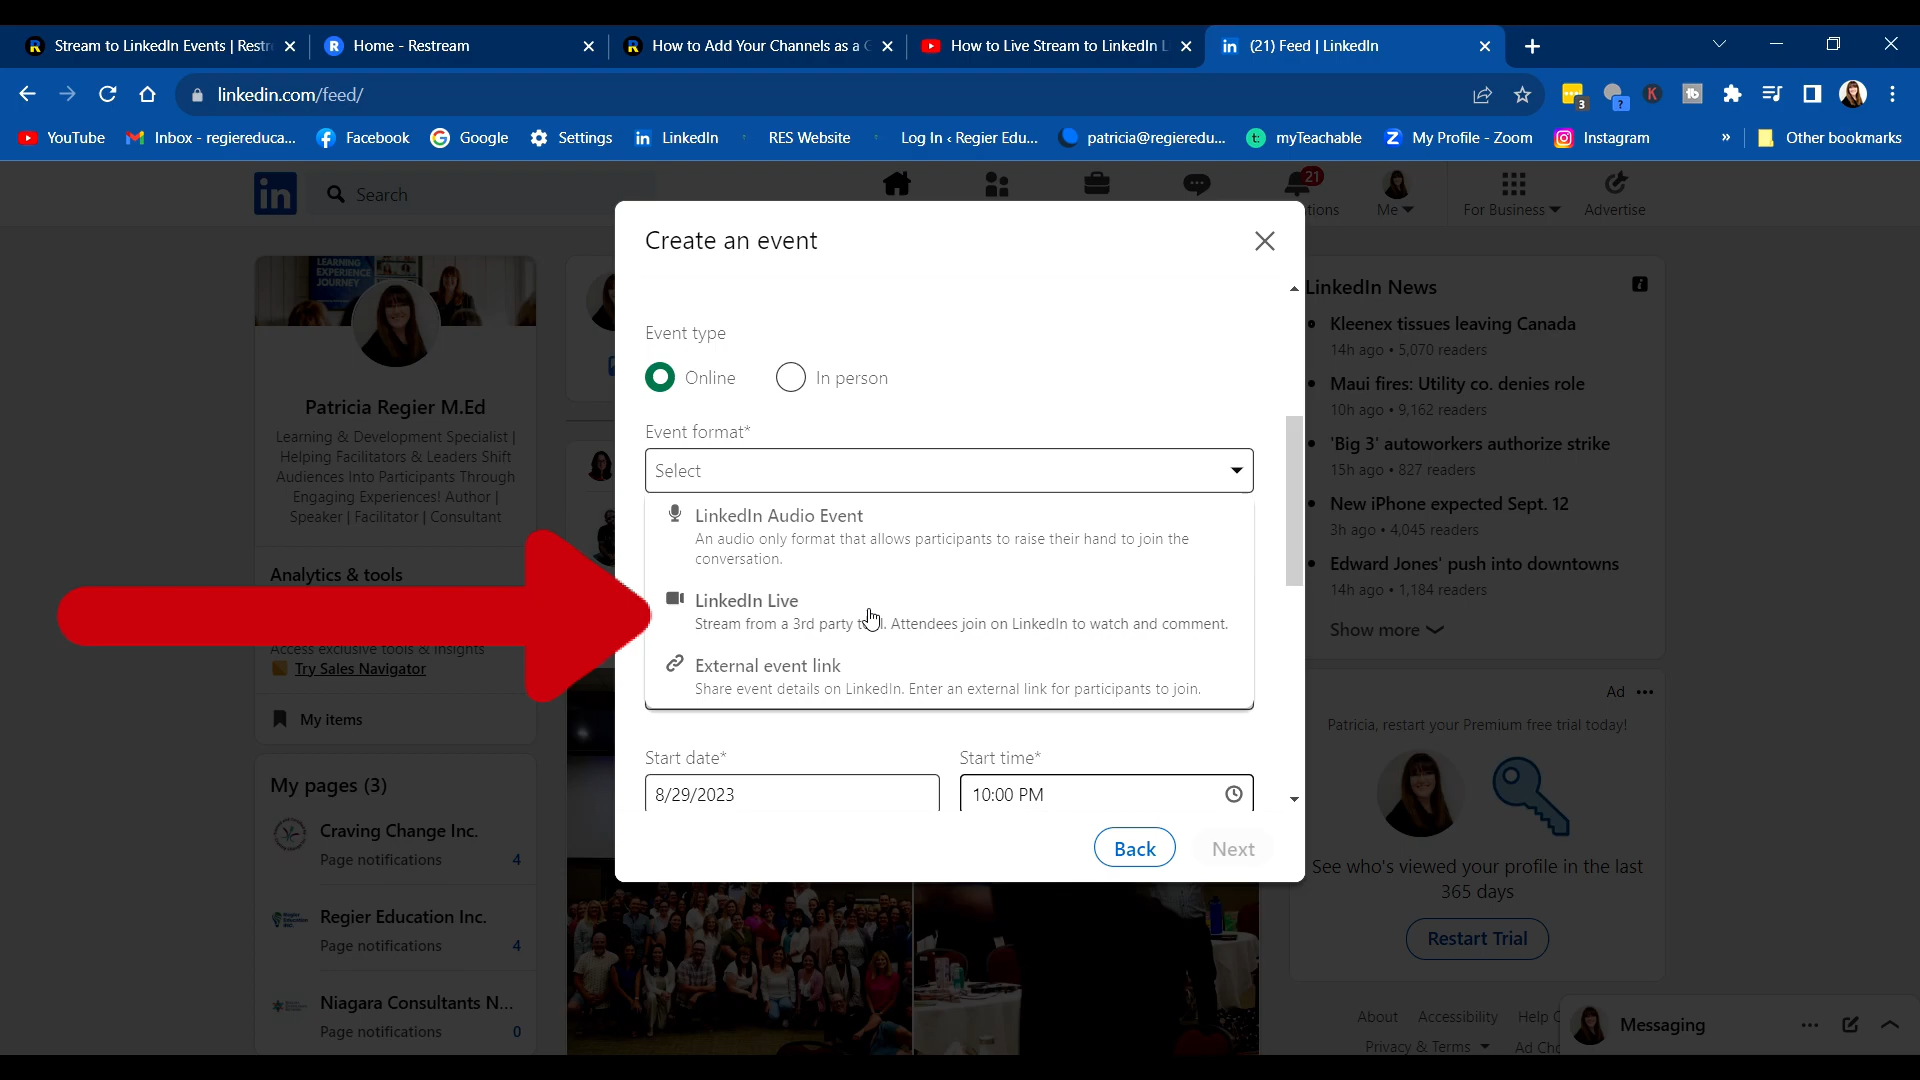 Stream to LinkedIn Events | Restr
Home - Restream
How to Add Your Channels as a
How to Live Stream to LinkedIn L
(21) Feed | LinkedIn
linkedin.com/feed/
YouTube
Inbox - regiereduca...
Facebook
Google
Settings
LinkedIn
RES Website
Log In ‹ Regier Edu...
patricia@regieredu...
myTeachable
My Profile - Zoom
Instagram
»
Other bookmarks
Search
21
tions
Me
For Business
Advertise
Create an event
Event type
Online
In person
Event format*
Select
LinkedIn Audio Event
An audio only format that allows participants to raise their hand to join the
conversation.
LinkedIn Live
Stream from a 3rd party t l. Attendees join on LinkedIn to watch and comment.
External event link
Share event details on LinkedIn. Enter an external link for participants to join.
Start date*
Start time*
8/29/2023
10:00 PM
Back
Next
LEARNING
EXPERIENCE
JOURNEY
Patricia Regier M.Ed
Learning & Development Specialist |
Helping Facilitators & Leaders Shift
Audiences Into Participants Through
Engaging Experiences! Author |
Speaker | Facilitator | Consultant
Analytics & tools
Access exclusive tools & insights
Try Sales Navigator
My items
My pages (3)
Craving Change Inc.
Page notifications 4
Regier Education Inc.
Page notifications 4
Niagara Consultants N...
Page notifications 0
LinkedIn News
Kleenex tissues leaving Canada
14h ago • 5,070 readers
Maui fires: Utility co. denies role
10h ago • 9,162 readers
'Big 3' autoworkers authorize strike
15h ago • 827 readers
New iPhone expected Sept. 12
3h ago • 4,045 readers
Edward Jones' push into downtowns
14h ago • 1,184 readers
Show more
Ad
Patricia, restart your Premium free trial today!
See who's viewed your profile in the last
365 days
Restart Trial
About
Accessibility
Help C
Privacy & Terms
Ad Cho
Messaging